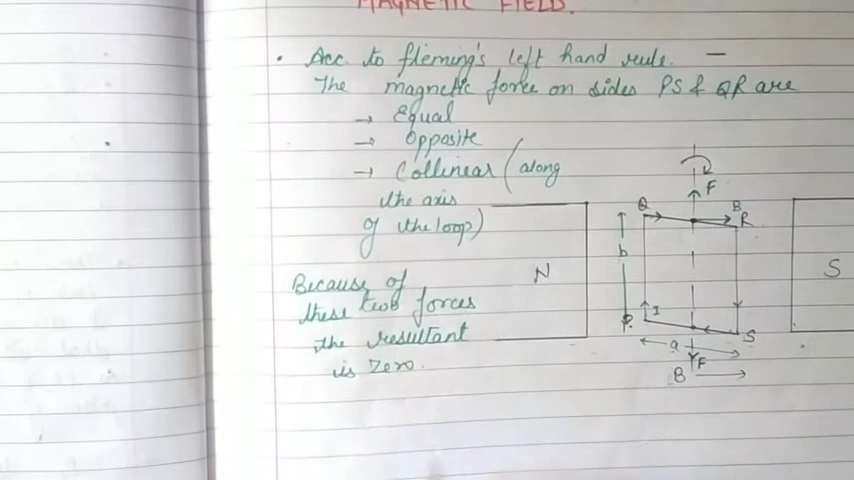 MAGNETIC FIELD.
• Acc. to fleming's left hand rule. —
The magnetic force on sides PS & QR are
→ Equal
→ Opposite
→ Collinear (along
the axis
of the loop)
Because of
these two forces
the resultant
is zero.
N
S
F
Q
B
R
b
I
P.
S
a
F
B →